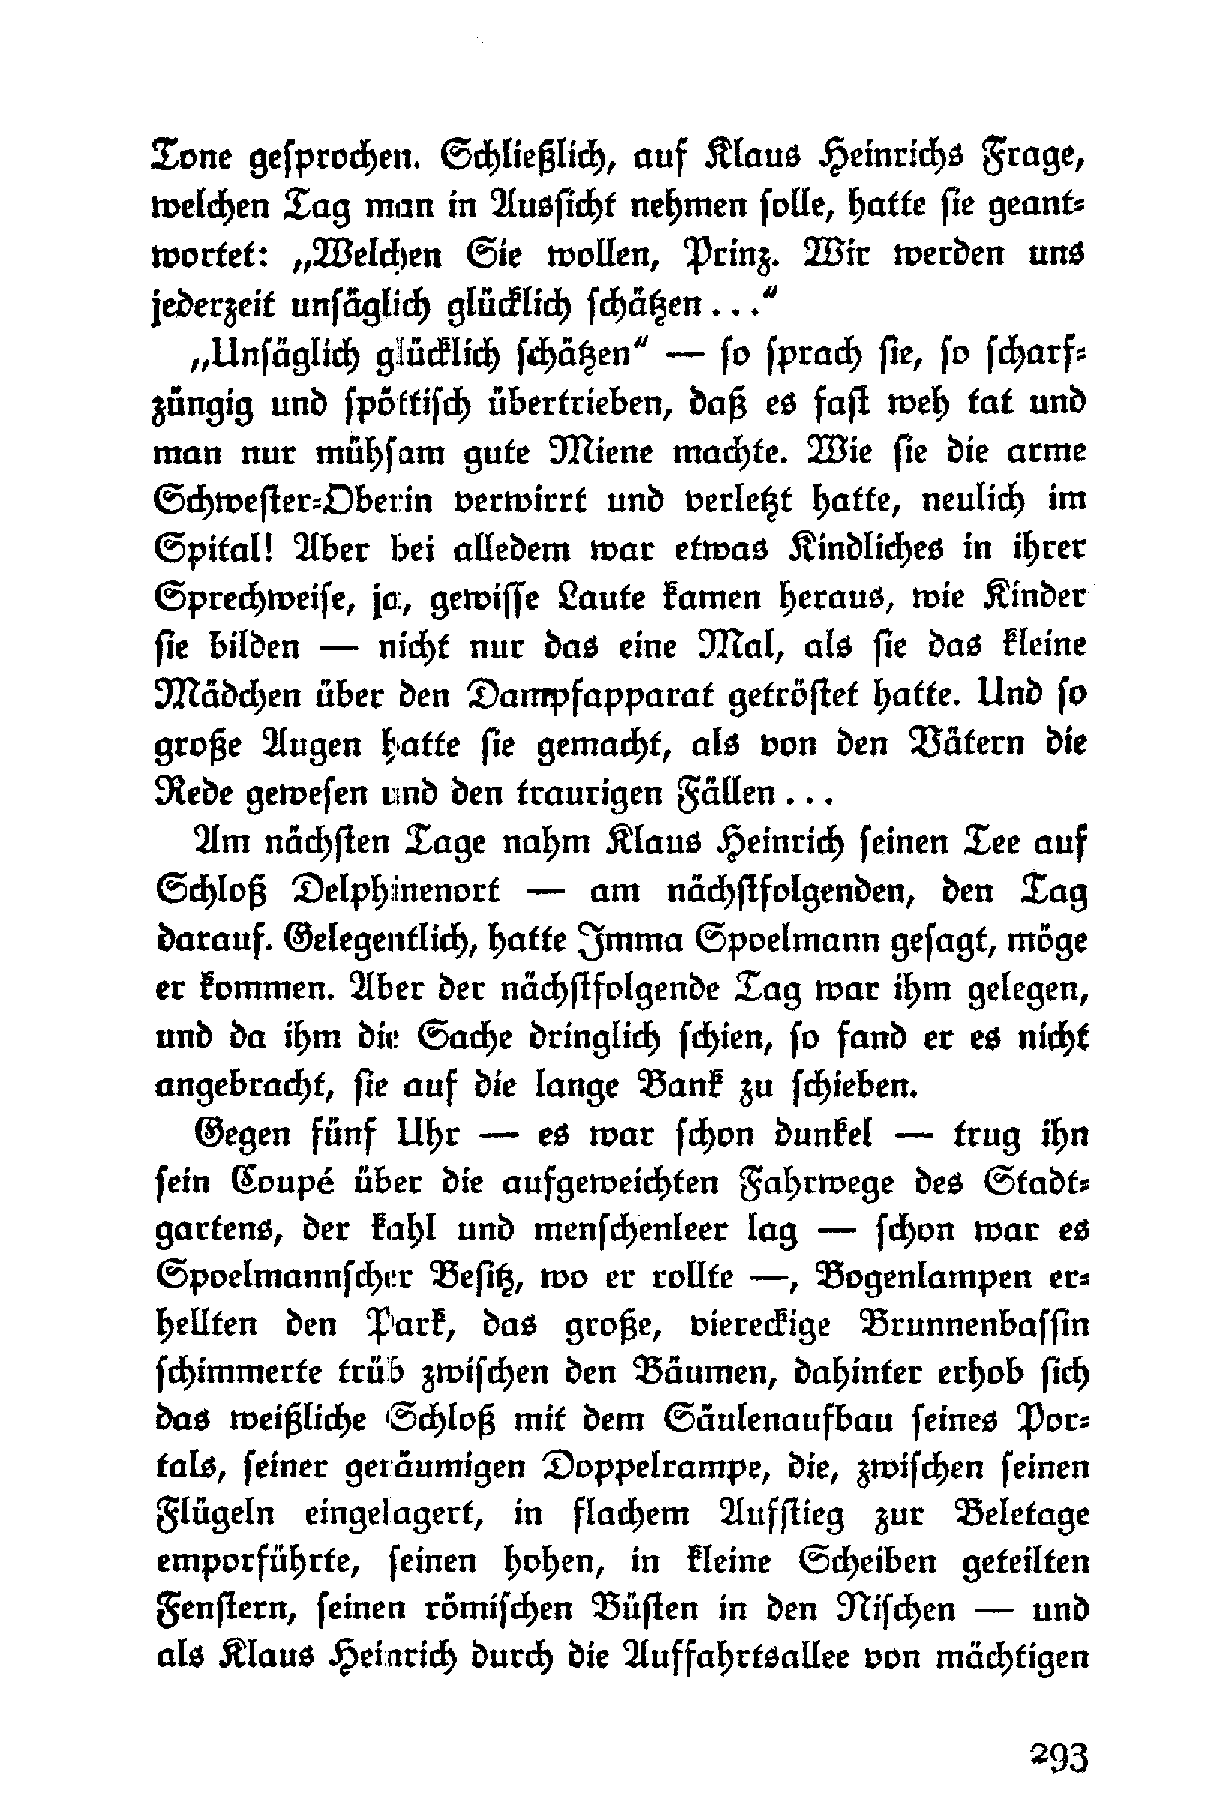 Tone gesprochen. Schließlich, auf Klaus Heinrichs Frage,
welchen Tag man in Aussicht nehmen solle, hatte sie geant-
wortet: „Welchen Sie wollen, Prinz. Wir werden uns
jederzeit unsäglich glücklich schätzen...“
„Unsäglich glücklich schätzen“ — so sprach sie, so scharf-
züngig und spöttisch übertrieben, daß es fast weh tat und
man nur mühsam gute Miene machte. Wie sie die arme
Schwester-Oberin verwirrt und verletzt hatte, neulich im
Spital! Aber bei alledem war etwas Kindliches in ihrer
Sprechweise, ja, gewisse Laute kamen heraus, wie Kinder
sie bilden — nicht nur das eine Mal, als sie das kleine
Mädchen über den Dampfapparat getröstet hatte. Und so
große Augen hatte sie gemacht, als von den Vätern die
Rede gewesen und den traurigen Fällen...
Am nächsten Tage nahm Klaus Heinrich seinen Tee auf
Schloß Delphinenort — am nächstfolgenden, den Tag
darauf. Gelegentlich, hatte Imma Spoelmann gesagt, möge
er kommen. Aber der nächstfolgende Tag war ihm gelegen,
und da ihm die Sache dringlich schien, so fand er es nicht
angebracht, sie auf die lange Bank zu schieben.
Gegen fünf Uhr — es war schon dunkel — trug ihn
sein Coupé über die aufgeweichten Fahrwege des Stadt-
gartens, der kahl und menschenleer lag — schon war es
Spoelmannscher Besitz, wo er rollte —, Bogenlampen er-
hellten den Park, das große, viereckige Brunnenbassin
schimmerte trüb zwischen den Bäumen, dahinter erhob sich
das weißliche Schloß mit dem Säulenaufbau seines Por-
tals, seiner geräumigen Doppelrampe, die, zwischen seinen
Flügeln eingelagert, in flachem Aufstieg zur Beletage
emporführte, seinen hohen, in kleine Scheiben geteilten
Fenstern, seinen römischen Büsten in den Nischen — und
als Klaus Heinrich durch die Auffahrtsallee von mächtigen
293